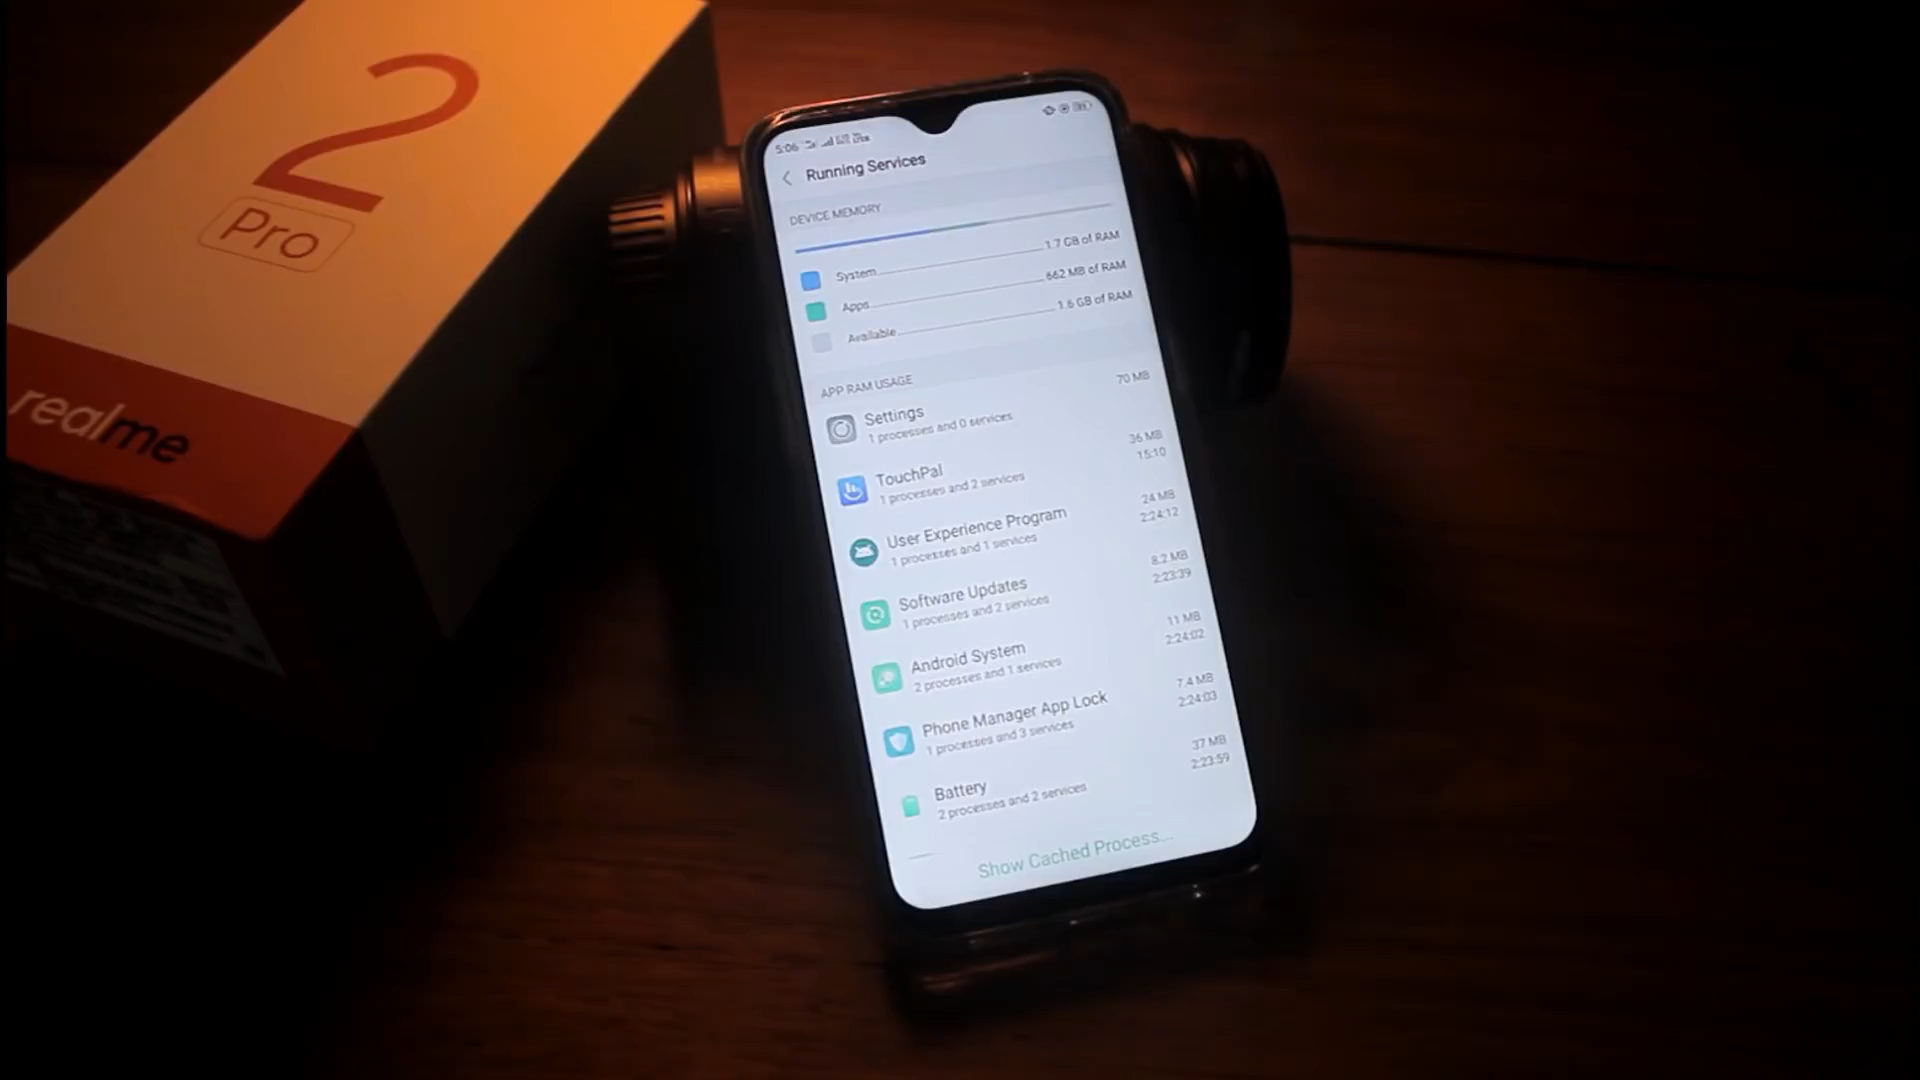 2
Pro
realme
5:06
Running Services
DEVICE MEMORY
System 1.7 GB of RAM
Apps 662 MB of RAM
Available 1.6 GB of RAM
APP RAM USAGE
Settings 70 MB
1 processes and 0 services
TouchPal 36 MB
1 processes and 2 services 15:10
User Experience Program 24 MB
1 processes and 1 services 2:24:12
Software Updates 8.2 MB
1 processes and 2 services 2:23:39
Android System 11 MB
2 processes and 1 services 2:24:02
Phone Manager App Lock 7.4 MB
1 processes and 3 services 2:24:03
Battery 37 MB
2 processes and 2 services 2:23:59
Show Cached Process...